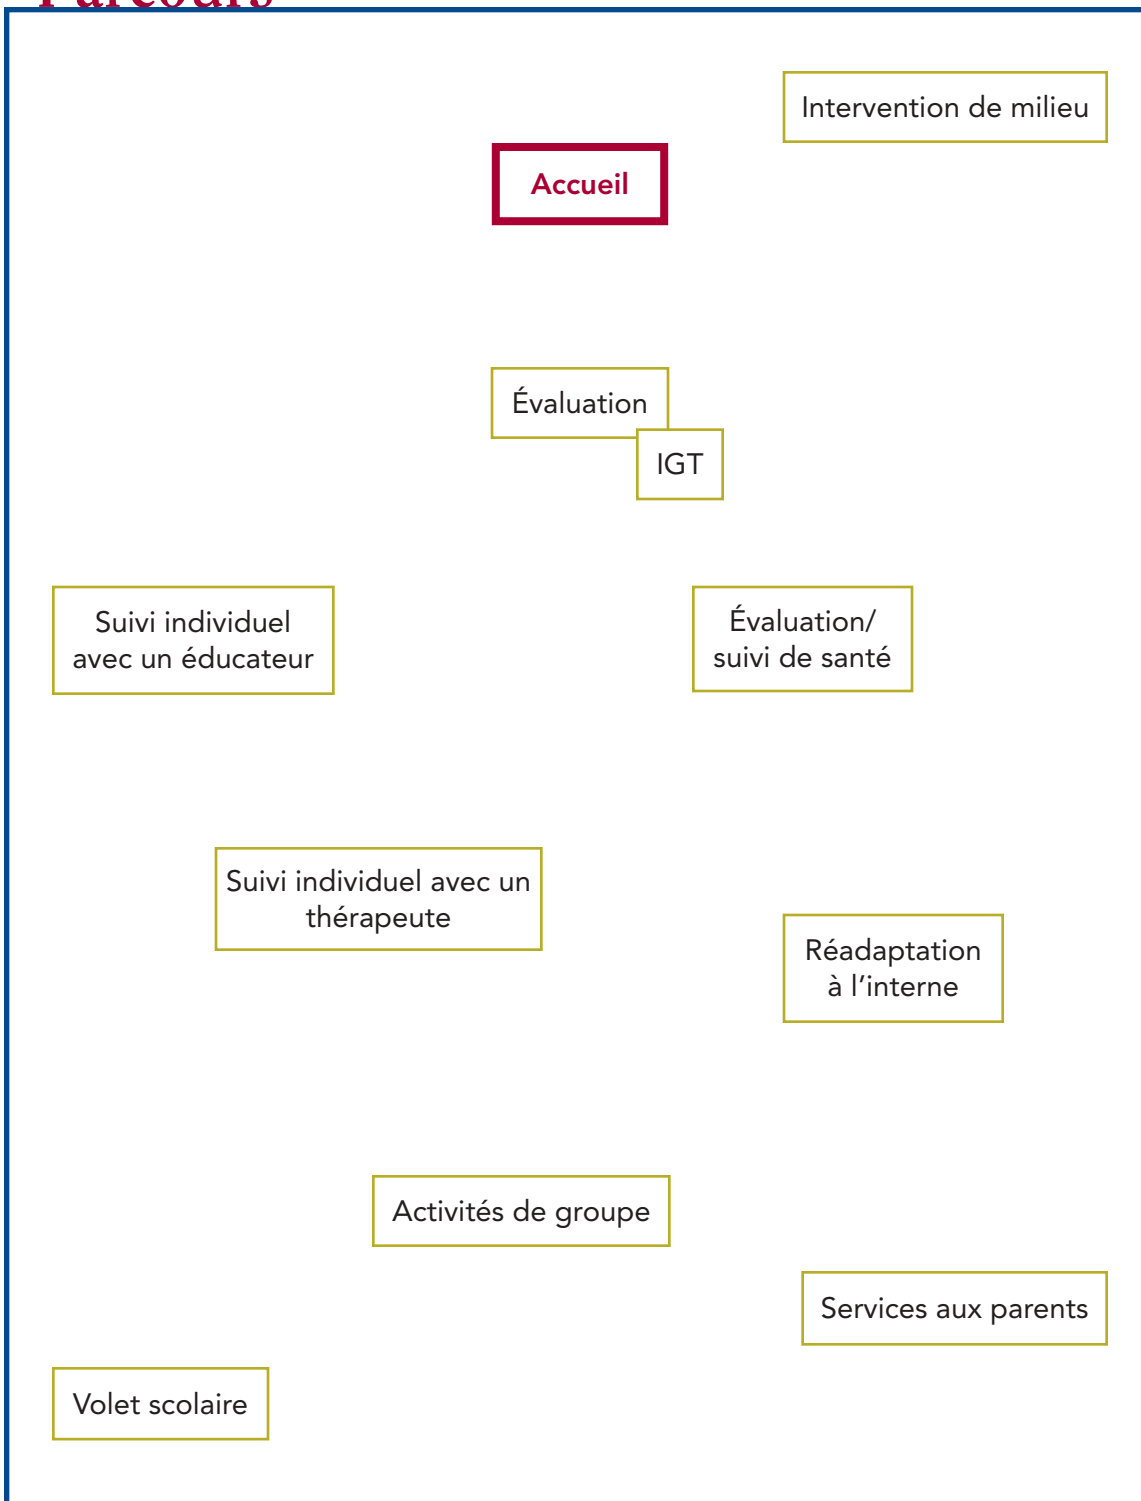 Parcours
Intervention de milieu
Accueil
Évaluation
IGT
Suivi individuel
avec un éducateur
Évaluation/
suivi de santé
Suivi individuel avec un
thérapeute
Réadaptation
à l’interne
Activités de groupe
Services aux parents
Volet scolaire